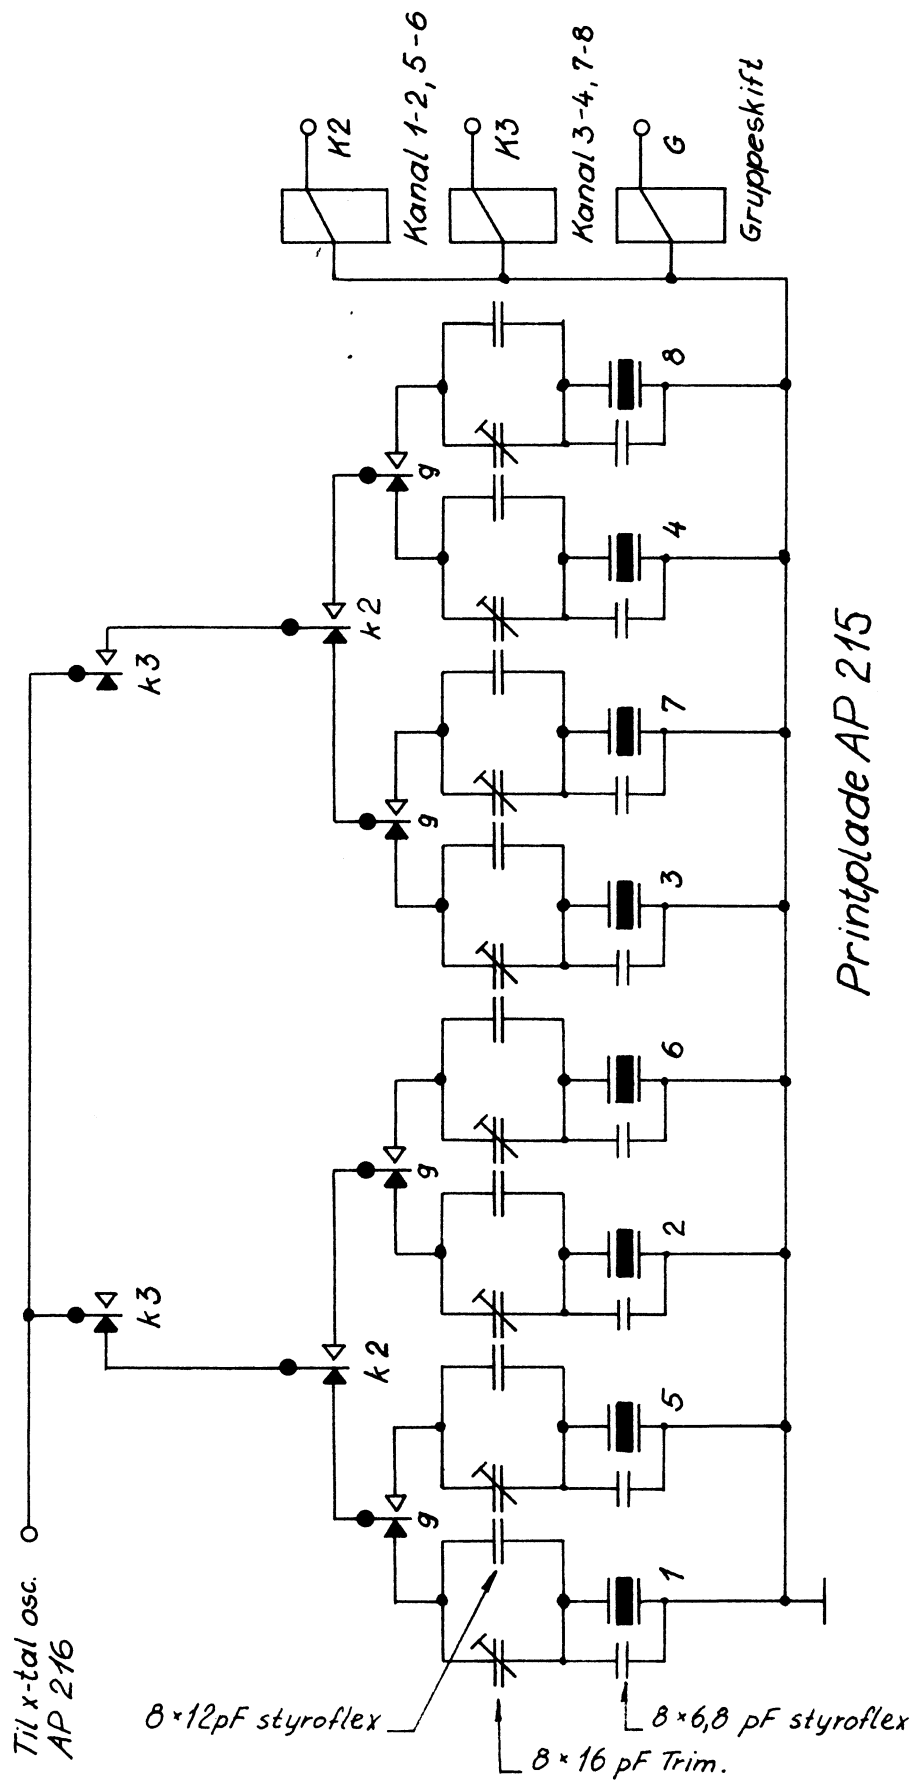 Til x-tal osc.
AP 216
k3
k3
k2
k2
g
g
g
g
1
5
2
6
3
7
4
8
K2
Kanal 1-2, 5-6
K3
Kanal 3-4, 7-8
G
Gruppeskift
8×12pF styroflex
8×16 pF Trim.
8×6,8 pF styroflex
Printplade AP 215